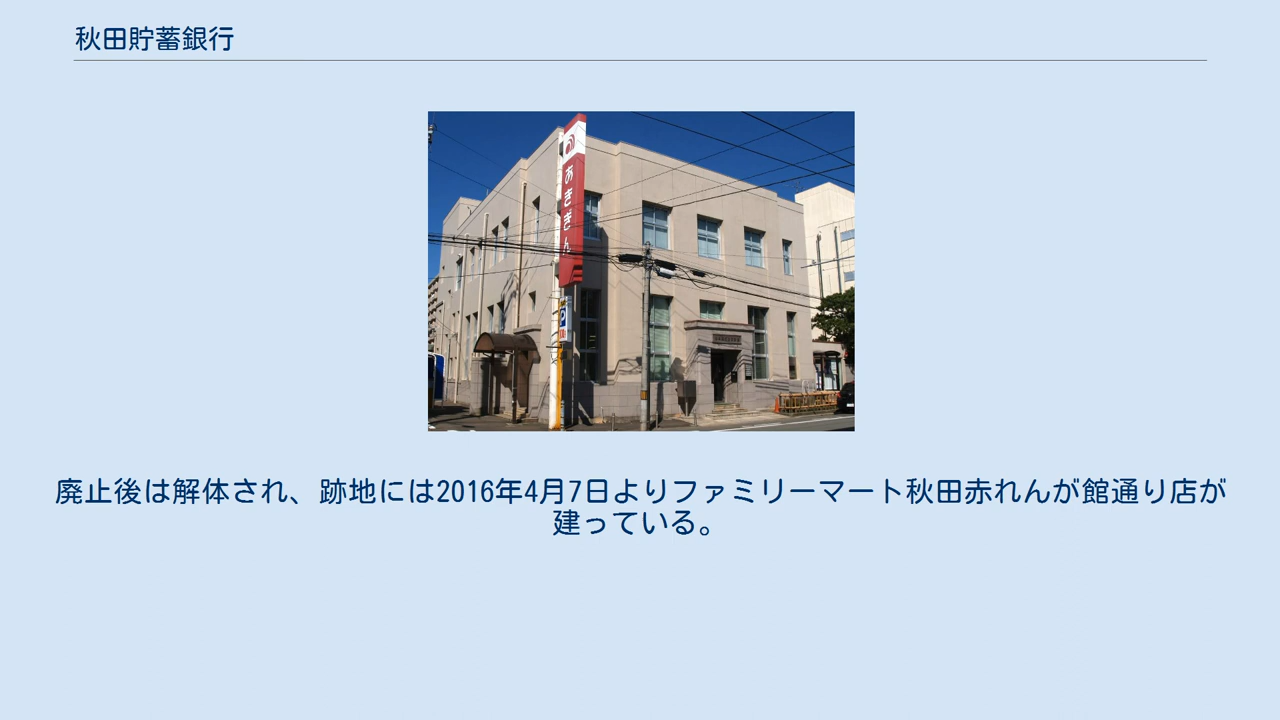 秋田貯蓄銀行
あきぎん
P
廃止後は解体され、跡地には2016年4月7日よりファミリーマート秋田赤れんが館通り店が
建っている。